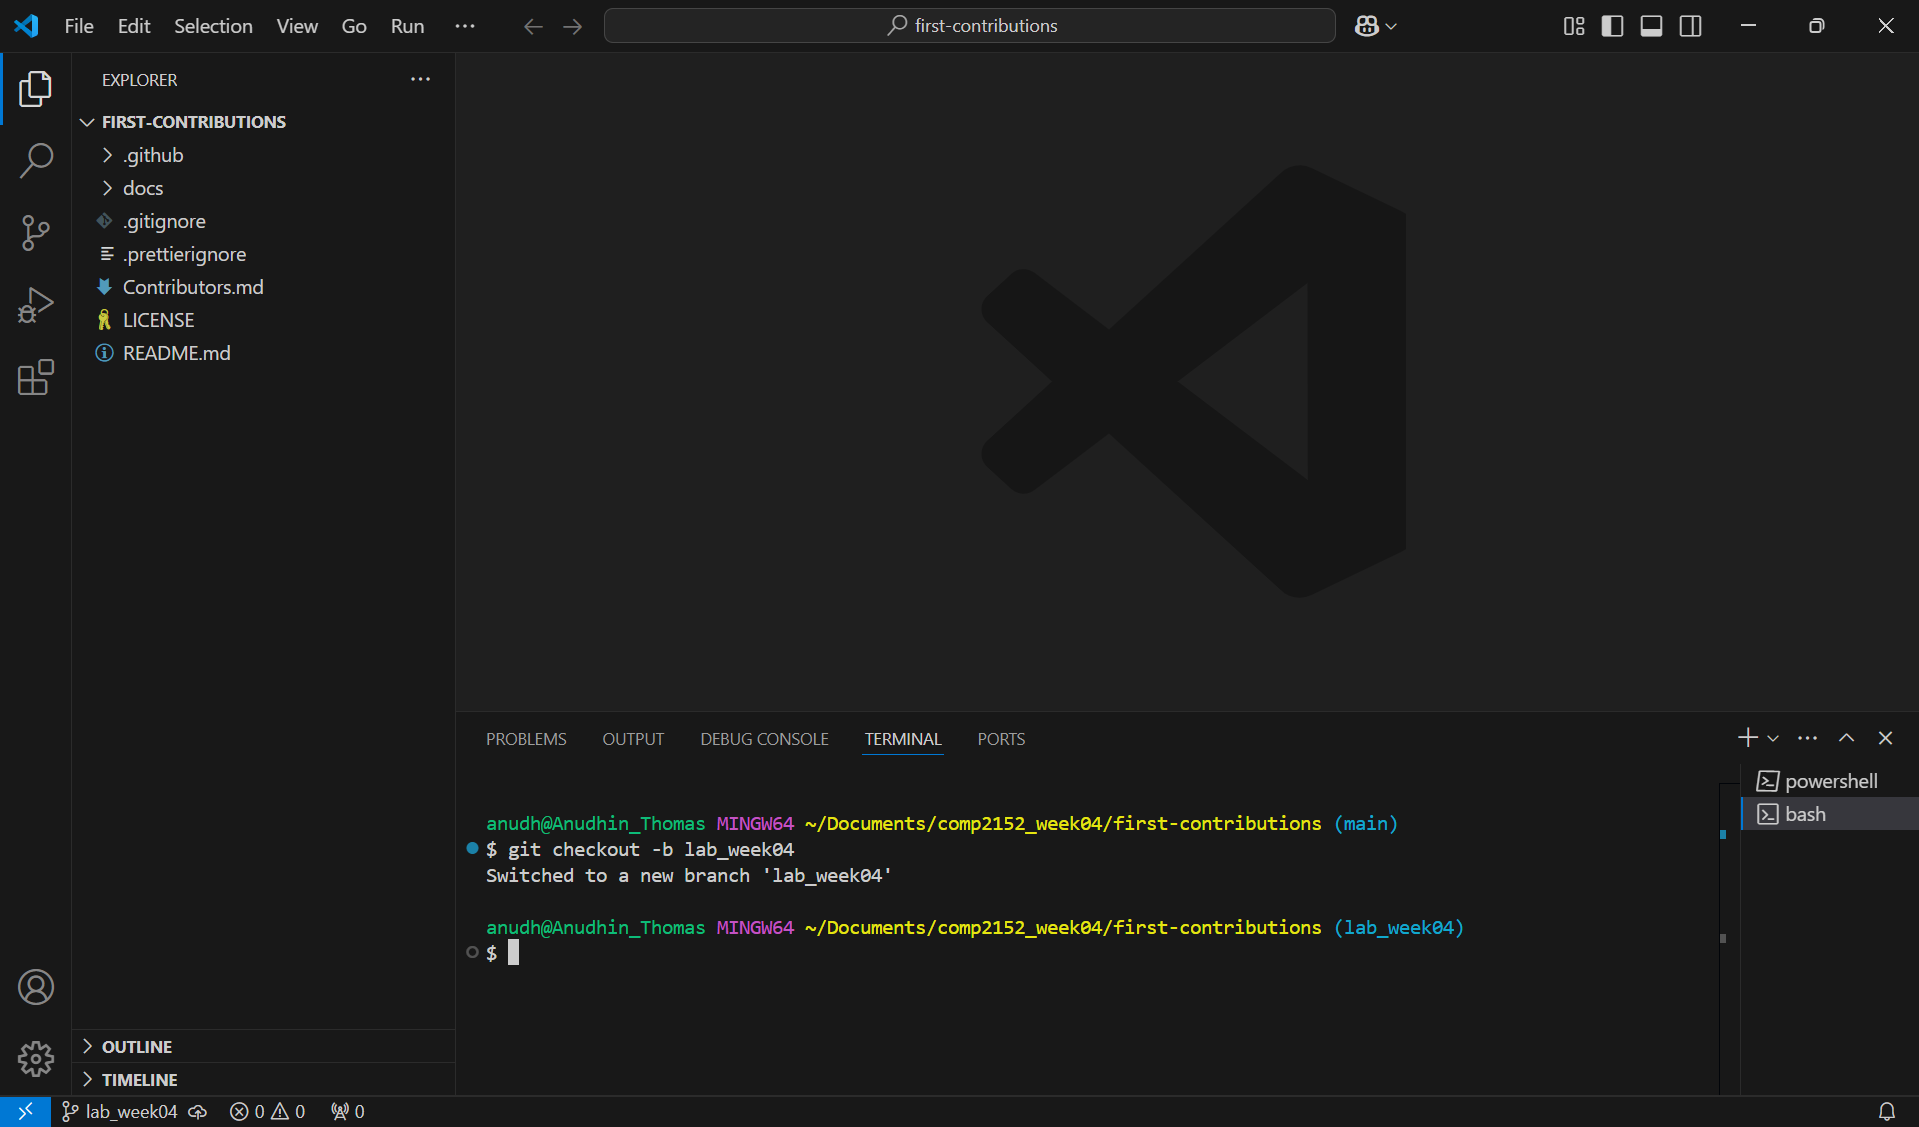 File Edit Selection View Go Run
first-contributions
EXPLORER
FIRST-CONTRIBUTIONS
.github
docs
.gitignore
.prettierignore
Contributors.md
LICENSE
README.md
PROBLEMS OUTPUT DEBUG CONSOLE TERMINAL PORTS
anudh@Anudhin_Thomas MINGW64 ~/Documents/comp2152_week04/first-contributions (main)
$ git checkout -b lab_week04
Switched to a new branch 'lab_week04'
anudh@Anudhin_Thomas MINGW64 ~/Documents/comp2152_week04/first-contributions (lab_week04)
$
powershell
bash
OUTLINE
TIMELINE
lab_week04 0 0 0